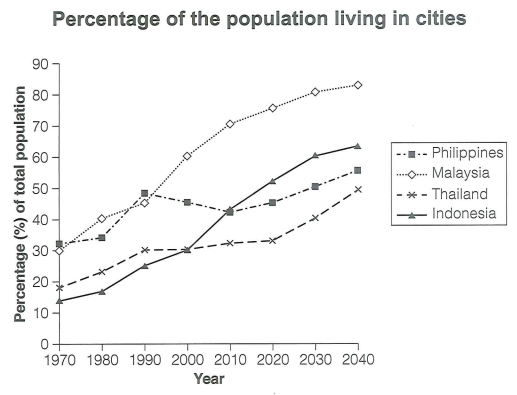 Percentage of the population living in cities
Percentage (%) of total population
90
80
70
60
50
40
30
20
10
0
1970 1980 1990 2000 2010 2020 2030 2040
Year
Philippines
Malaysia
Thailand
Indonesia